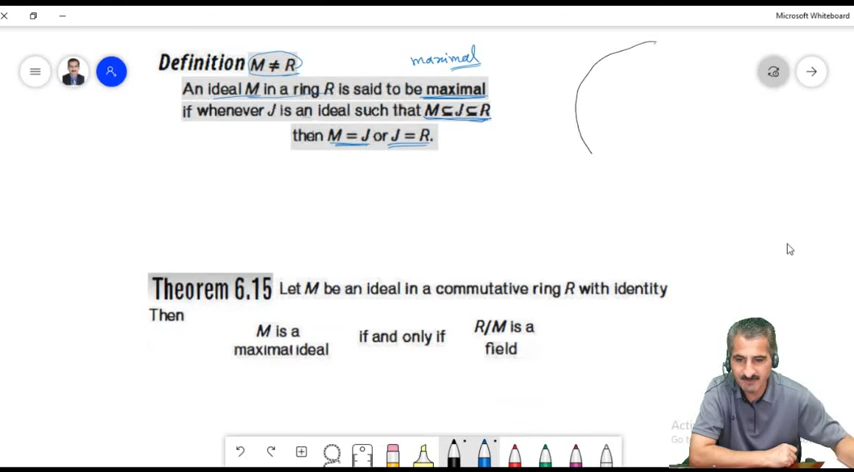 Microsoft Whiteboard
Definition M ≠ R
maximal
An ideal M in a ring R is said to be maximal
if whenever J is an ideal such that M ⊆ J ⊆ R
then M = J or J = R.
Theorem 6.15 Let M be an ideal in a commutative ring R with identity
Then
M is a
maximal ideal
if and only if
R/M is a
field